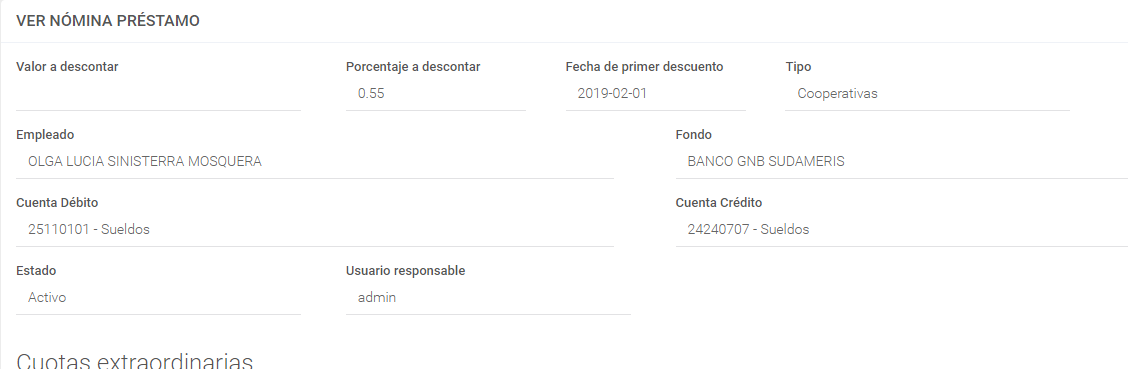 VER NÓMINA PRÉSTAMO
Valor a descontar
Porcentaje a descontar
Fecha de primer descuento
Tipo
0.55
2019-02-01
Cooperativas
Empleado
Fondo
OLGA LUCIA SINISTERRA MOSQUERA
BANCO GNB SUDAMERIS
Cuenta Débito
Cuenta Crédito
25110101 - Sueldos
24240707 - Sueldos
Estado
Usuario responsable
Activo
admin
Cuotas extraordinarias